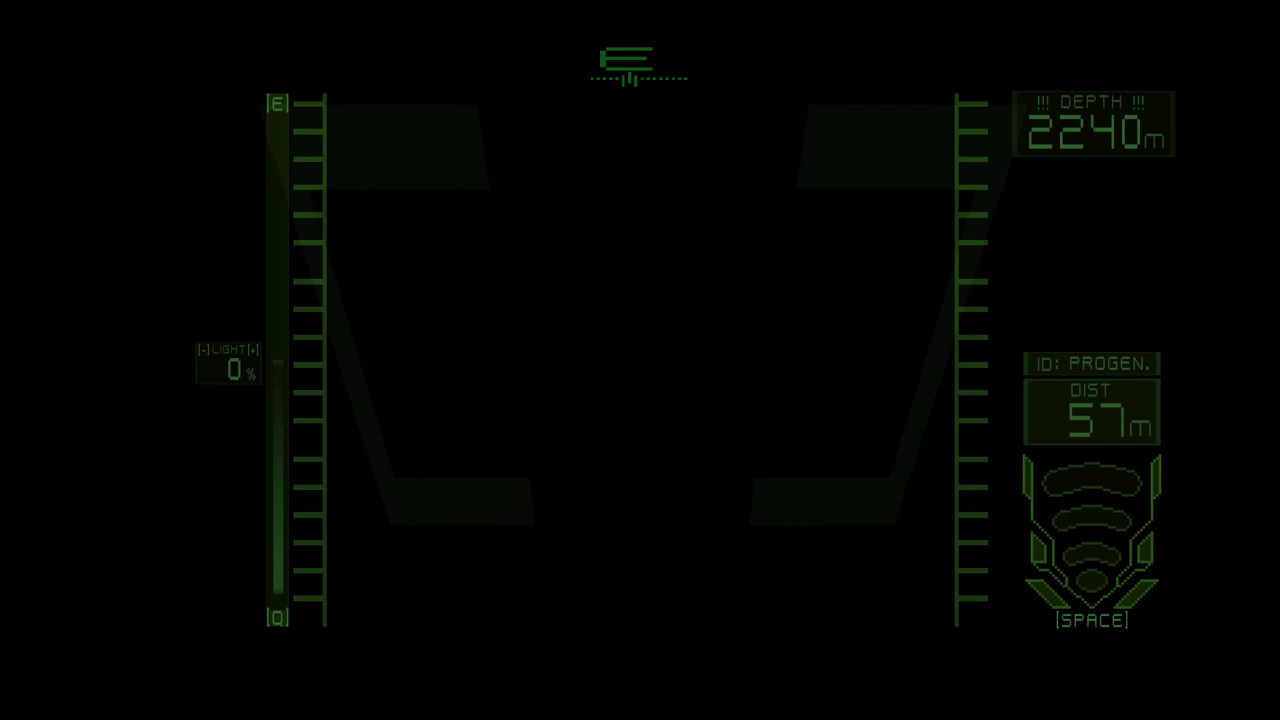 E
[E]
!!! DEPTH !!!
2240m
[-]LIGHT[+]
0 %
ID: PROGEN.
DIST
57m
[Q]
[SPACE]